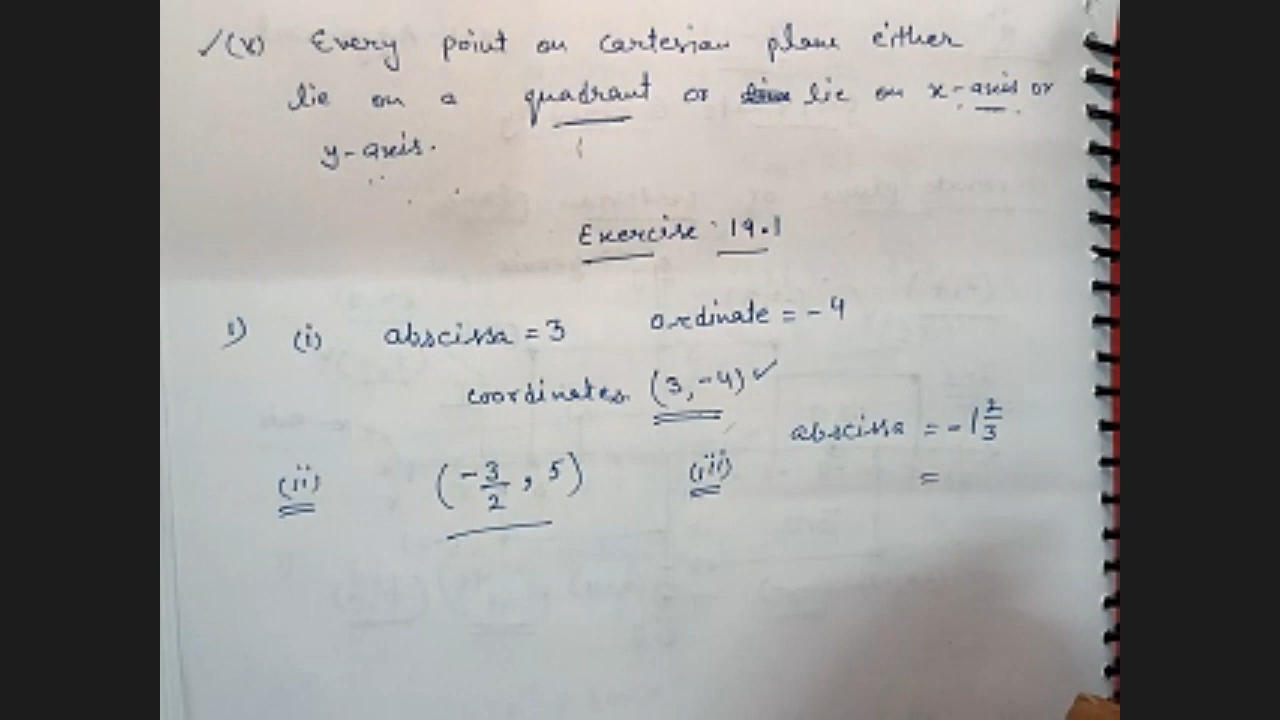 (v) Every point on cartesian plane either
lie on a quadrant or lie on x-axis or
y-axis.
Exercise 19.1
1) (i) abscissa = 3 ordinate = -4
coordinates (3, -4) ✓
(ii) (-3/2, 5) (iii) abscissa = -1 2/3
=